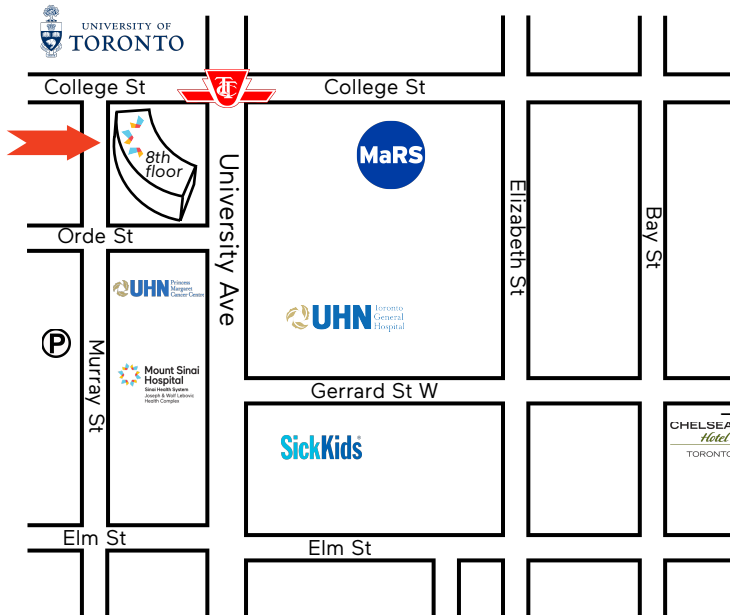 UNIVERSITY OF
TORONTO
College St
TTC
College St
8th
floor
MaRS
University Ave
Elizabeth St
Bay St
Orde St
UHN Princess
Margaret
Cancer Centre
UHN Toronto
General
Hospital
P
Murray St
Mount Sinai
Hospital
Sinai Health System
Joseph & Wolf Lebovic
Health Complex
Gerrard St W
SickKids®
CHELSEA
Hotel
TORONTO
Elm St
Elm St